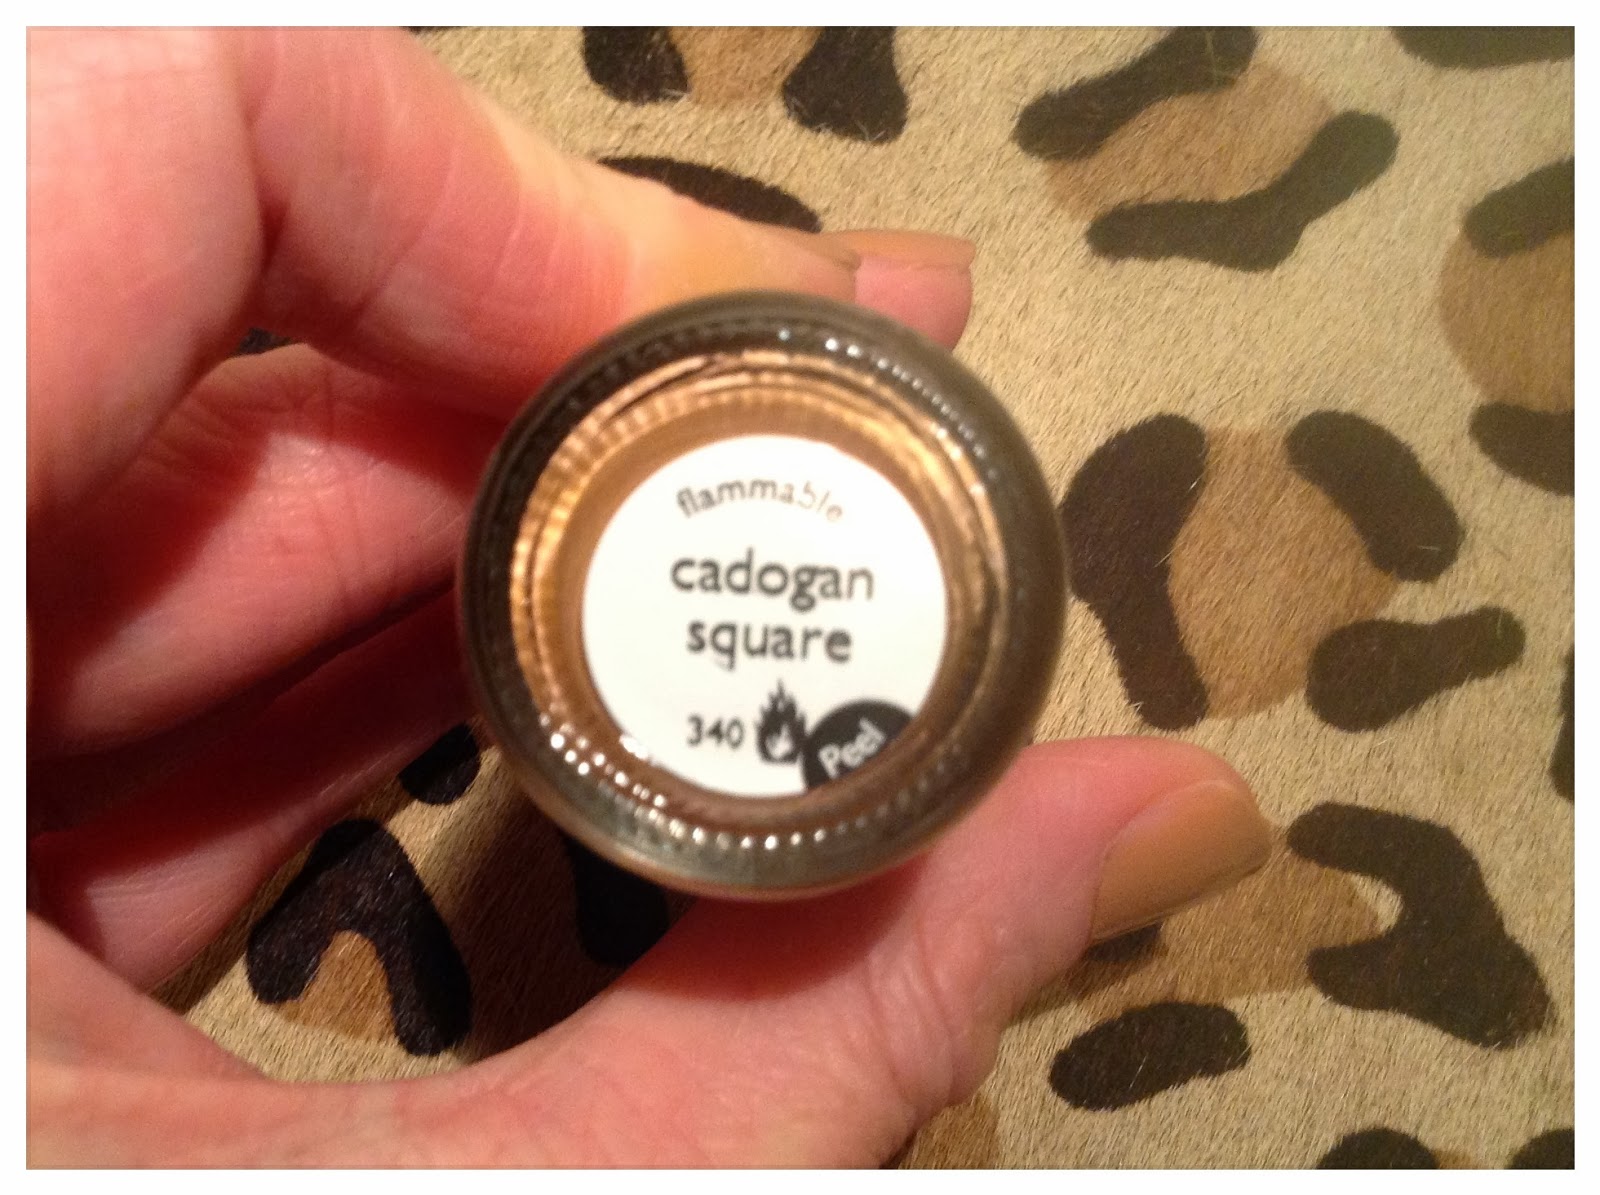 flammable
cadogan
square
340
Peel